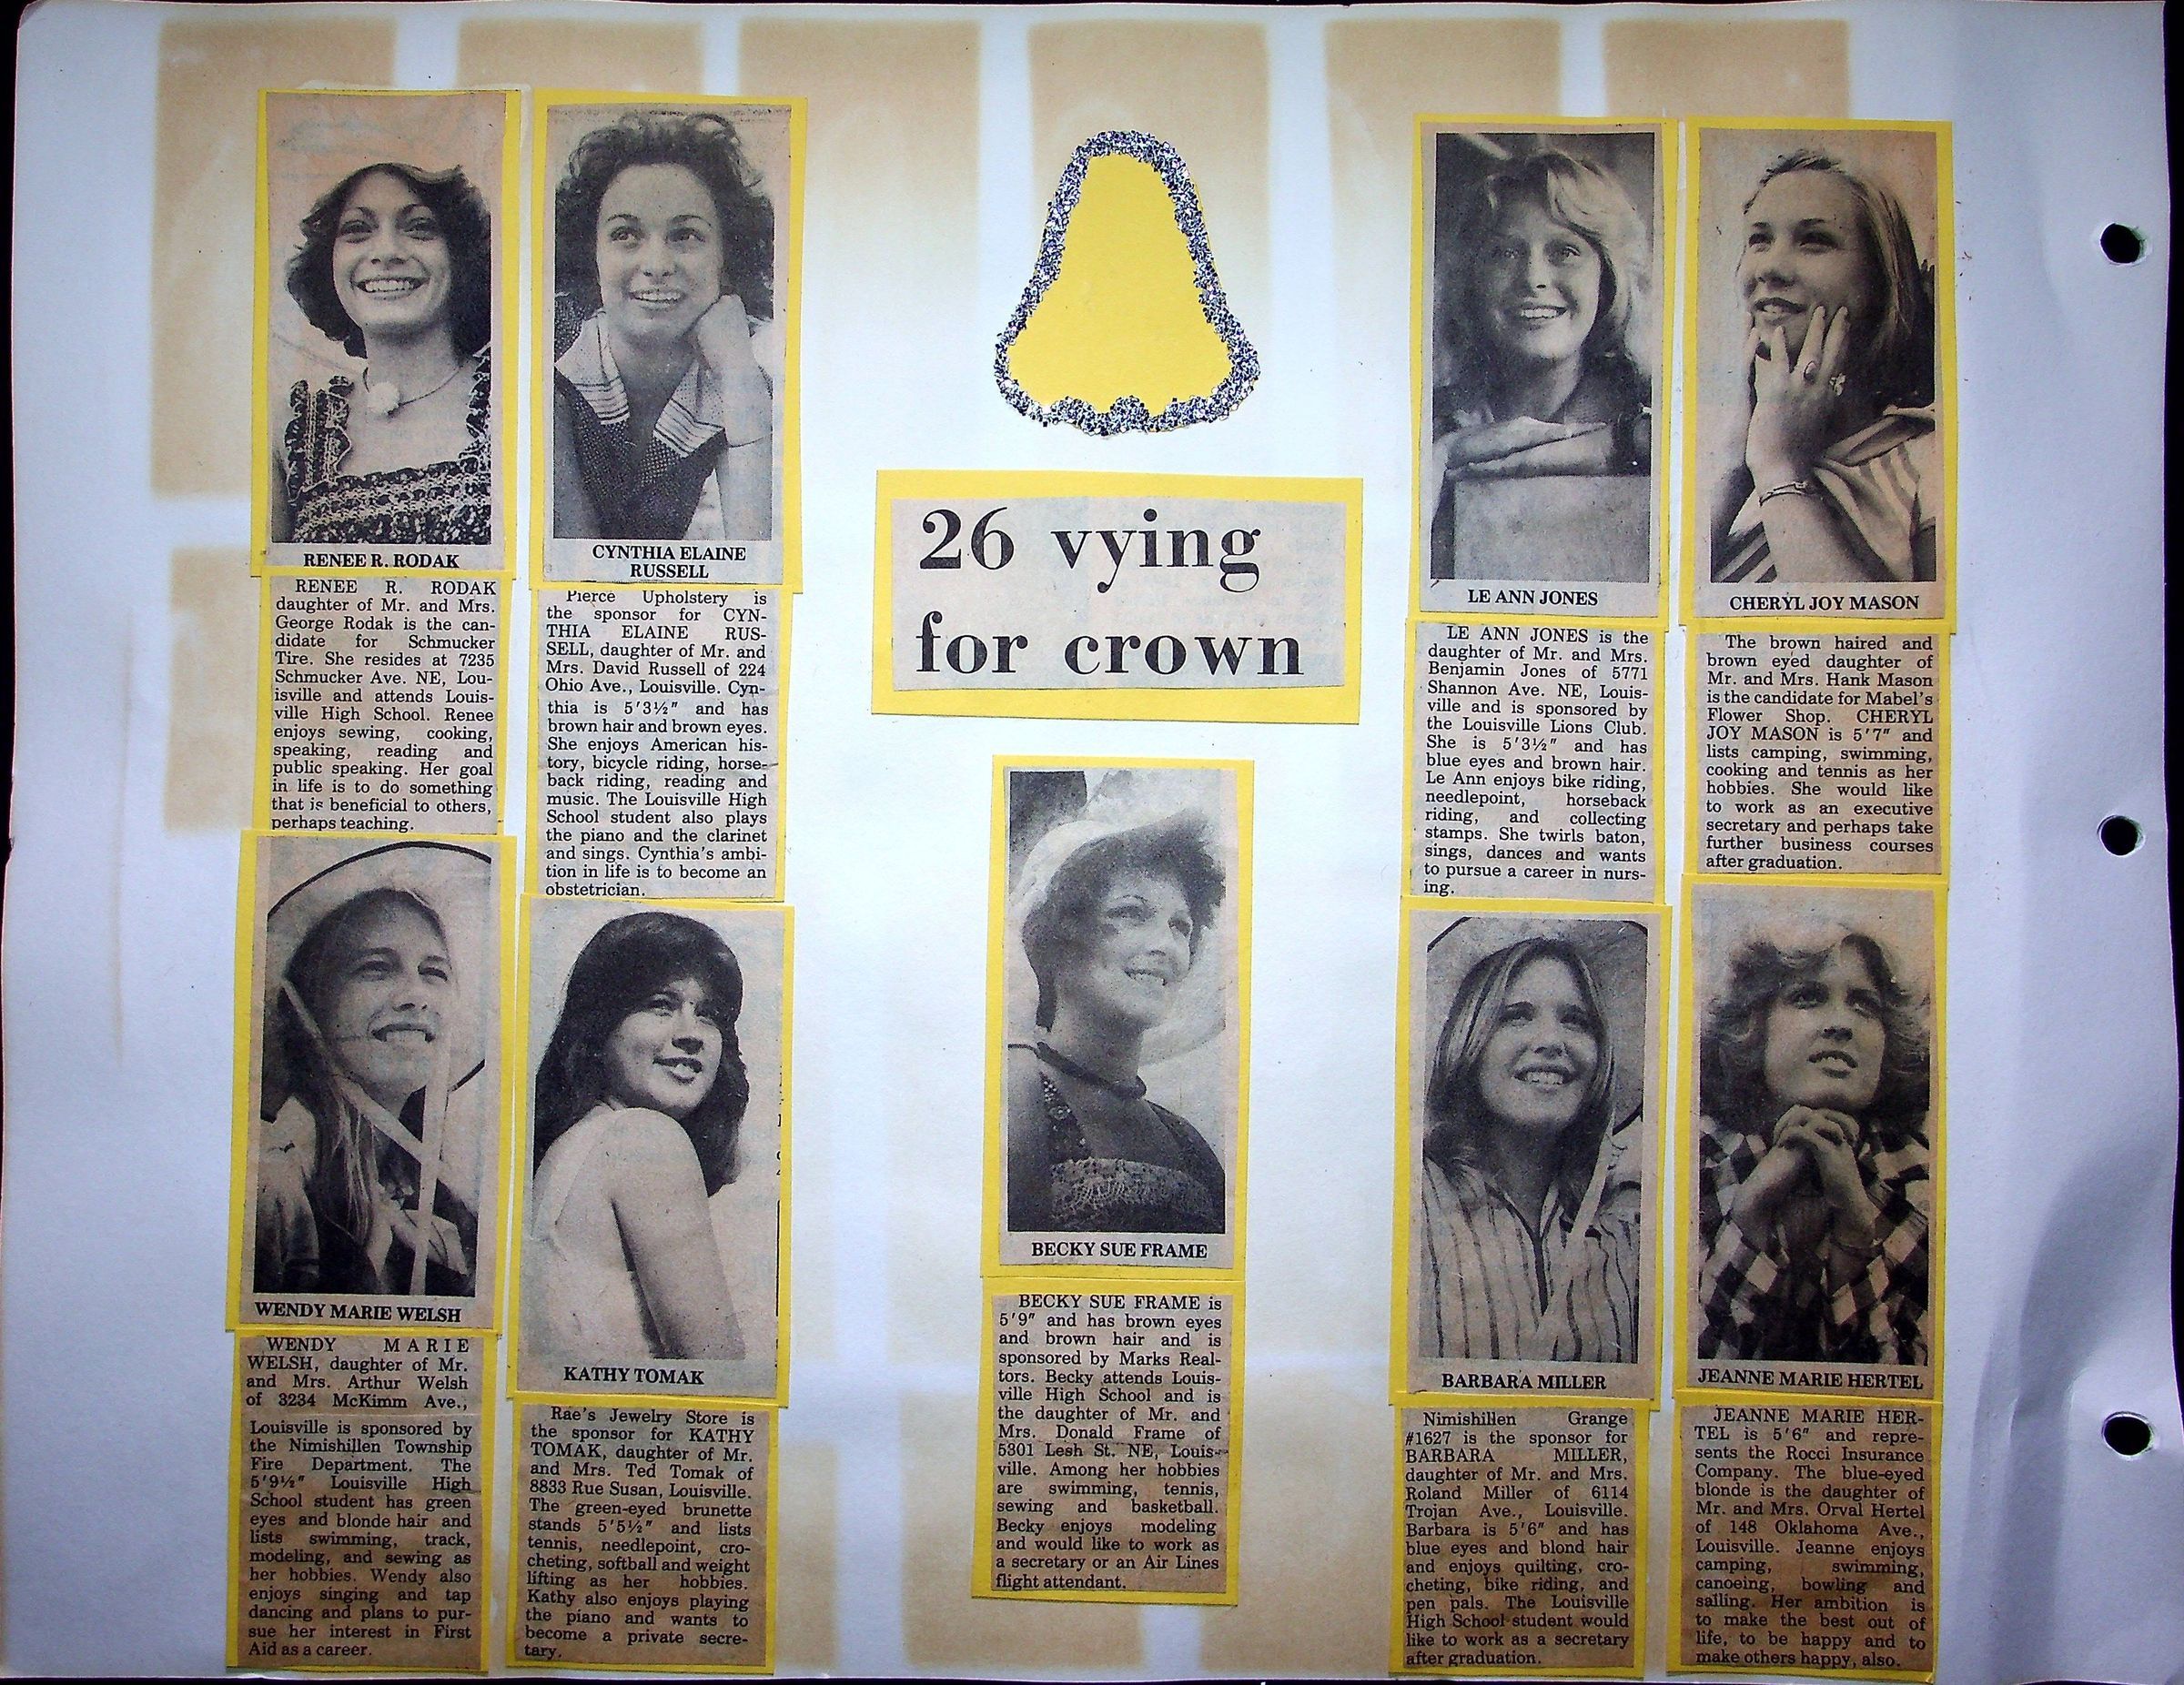 RENEE R. RODAK
RENEE R. RODAK
daughter of Mr. and Mrs.
George Rodak is the can-
didate for Schmucker
Tire. She resides at 7235
Schmucker Ave. NE, Lou-
isville and attends Louis-
ville High School. Renee
enjoys sewing, cooking,
speaking, reading and
public speaking. Her goal
in life is to do something
that is beneficial to others,
perhaps teaching.
WENDY MARIE WELSH
WENDY MARIE
WELSH, daughter of Mr.
and Mrs. Arthur Welsh
of 3234 McKimm Ave.,
Louisville is sponsored by
the Nimishillen Township
Fire Department. The
5'9½" Louisville High
School student has green
eyes and blonde hair and
lists swimming, track,
modeling, and sewing as
her hobbies. Wendy also
enjoys singing and tap
dancing and plans to pur-
sue her interest in First
Aid as a career.
CYNTHIA ELAINE
RUSSELL
Pierce Upholstery is
the sponsor for CYN-
THIA ELAINE RUS-
SELL, daughter of Mr. and
Mrs. David Russell of 224
Ohio Ave., Louisville. Cyn-
thia is 5'3½" and has
brown hair and brown eyes.
She enjoys American his-
tory, bicycle riding, horse-
back riding, reading and
music. The Louisville High
School student also plays
the piano and the clarinet
and sings. Cynthia's ambi-
tion in life is to become an
obstetrician.
KATHY TOMAK
Rae's Jewelry Store is
the sponsor for KATHY
TOMAK, daughter of Mr.
and Mrs. Ted Tomak of
8833 Rue Susan, Louisville.
The green-eyed brunette
stands 5'5½" and lists
tennis, needlepoint, cro-
cheting, softball and weight
lifting as her hobbies.
Kathy also enjoys playing
the piano and wants to
become a private secre-
tary.
26 vying
for crown
BECKY SUE FRAME
BECKY SUE FRAME is
5'9" and has brown eyes
and brown hair and is
sponsored by Marks Real-
tors. Becky attends Louis-
ville High School and is
the daughter of Mr. and
Mrs. Donald Frame of
5301 Lesh St. NE, Louis-
ville. Among her hobbies
are swimming, tennis,
sewing and basketball.
Becky enjoys modeling
and would like to work as
a secretary or an Air Lines
flight attendant.
LE ANN JONES
LE ANN JONES is the
daughter of Mr. and Mrs.
Benjamin Jones of 5771
Shannon Ave. NE, Louis-
ville and is sponsored by
the Louisville Lions Club.
She is 5'3½" and has
blue eyes and brown hair.
Le Ann enjoys bike riding,
needlepoint, horseback
riding, and collecting
stamps. She twirls baton,
sings, dances and wants
to pursue a career in nurs-
ing.
BARBARA MILLER
Nimishillen Grange
#1627 is the sponsor for
BARBARA MILLER,
daughter of Mr. and Mrs.
Roland Miller of 6114
Trojan Ave., Louisville.
Barbara is 5'6" and has
blue eyes and blond hair
and enjoys quilting, cro-
cheting, bike riding, and
pen pals. The Louisville
High School student would
like to work as a secretary
after graduation.
CHERYL JOY MASON
The brown haired and
brown eyed daughter of
Mr. and Mrs. Hank Mason
is the candidate for Mabel's
Flower Shop. CHERYL
JOY MASON is 5'7" and
lists camping, swimming,
cooking and tennis as her
hobbies. She would like
to work as an executive
secretary and perhaps take
further business courses
after graduation.
JEANNE MARIE HERTEL
JEANNE MARIE HER-
TEL is 5'6" and repre-
sents the Rocci Insurance
Company. The blue-eyed
blonde is the daughter of
Mr. and Mrs. Orval Hertel
of 148 Oklahoma Ave.,
Louisville. Jeanne enjoys
camping, swimming,
canoeing, bowling and
sailing. Her ambition is
to make the best out of
life, to be happy and to
make others happy, also.